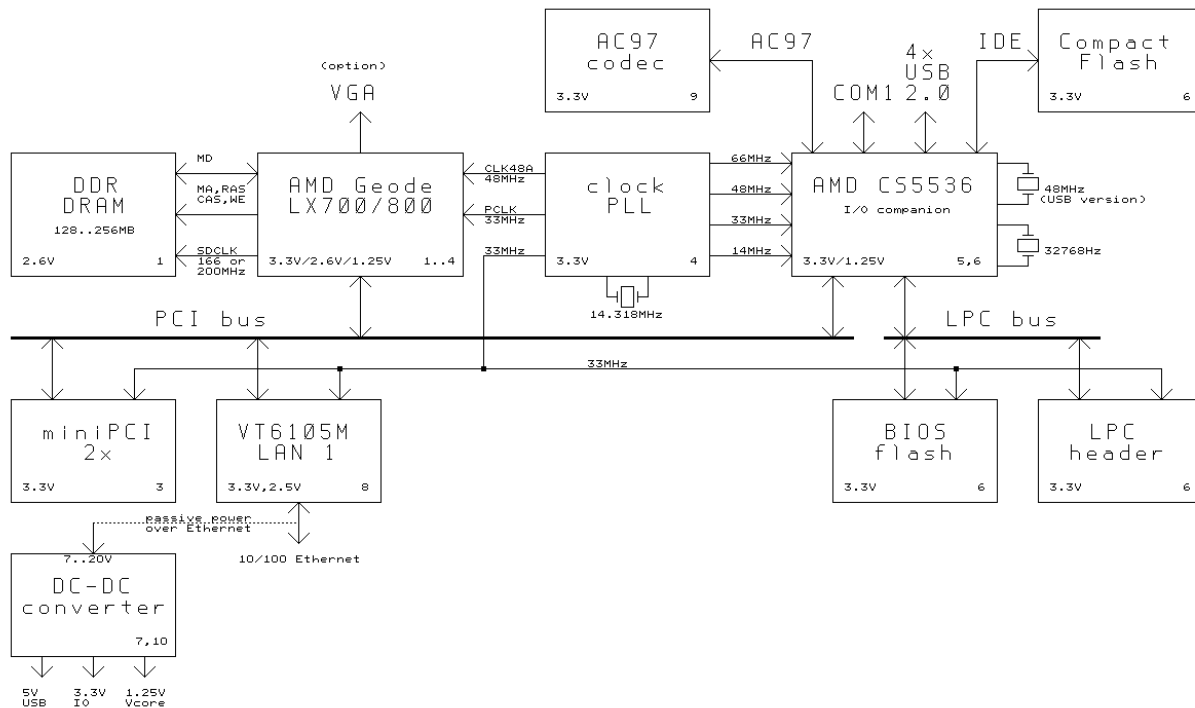 AC97
codec
3.3V
9
AC97
4x
USB
2.0
COM1
IDE
Compact
Flash
3.3V
6
(option)
VGA
DDR
DRAM
128..256MB
2.6V
1
MD
MA,RAS
CAS,WE
SDCLK
166 or
200MHz
AMD Geode
LX700/800
3.3V/2.6V/1.25V
1..4
CLK48A
48MHz
PCLK
33MHz
33MHz
clock
PLL
3.3V
4
14.318MHz
66MHz
48MHz
33MHz
14MHz
AMD CS5536
I/O companion
3.3V/1.25V
5,6
48MHz
(USB version)
32768Hz
PCI bus
LPC bus
33MHz
miniPCI
2x
3.3V
3
VT6105M
LAN 1
3.3V,2.5V
8
BIOS
flash
3.3V
6
LPC
header
3.3V
6
passive power
over Ethernet
10/100 Ethernet
7..20V
DC-DC
converter
7,10
5V
USB
3.3V
IO
1.25V
Vcore